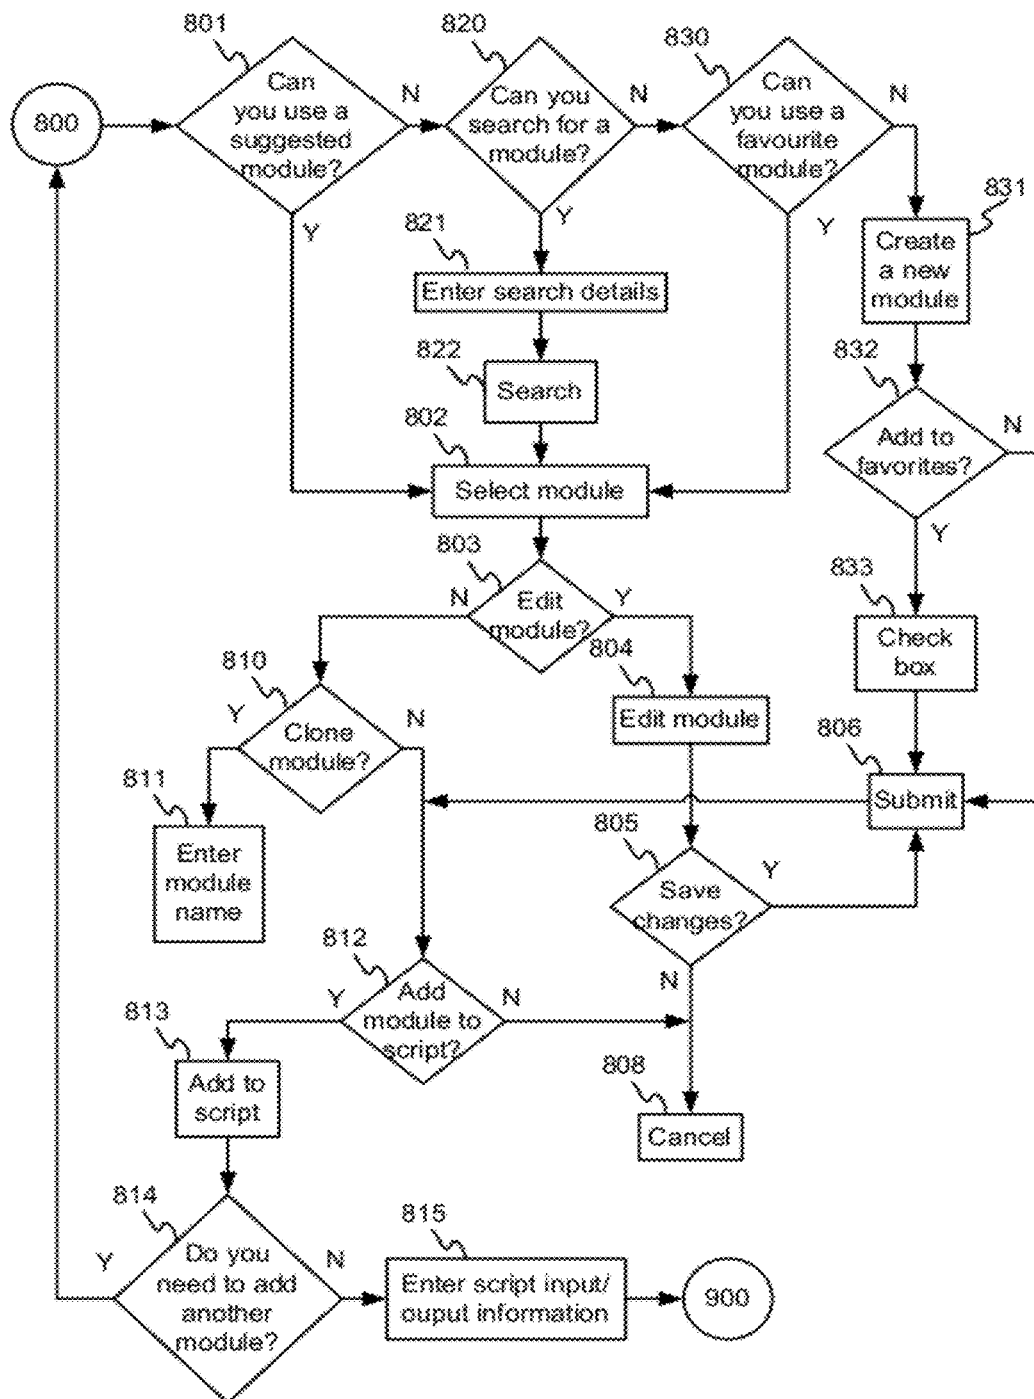 801
820
830
800
Can
you use a
suggested
module?
N
Can you
search for a
module?
N
Can
you use a
favourite
module?
N
Y
821
Y
Y
831
Create
a new
module
Enter search details
822
Search
832
Add to
favorites?
N
802
Select module
Y
803
N
Edit
module?
Y
833
Check
box
810
Y
Clone
module?
N
804
Edit module
806
Submit
811
Enter
module
name
805
Save
changes?
Y
N
812
Y
Add
module to
script?
N
813
Add to
script
808
Cancel
814
Y
Do you
need to add
another
module?
N
815
Enter script input/
ouput information
900